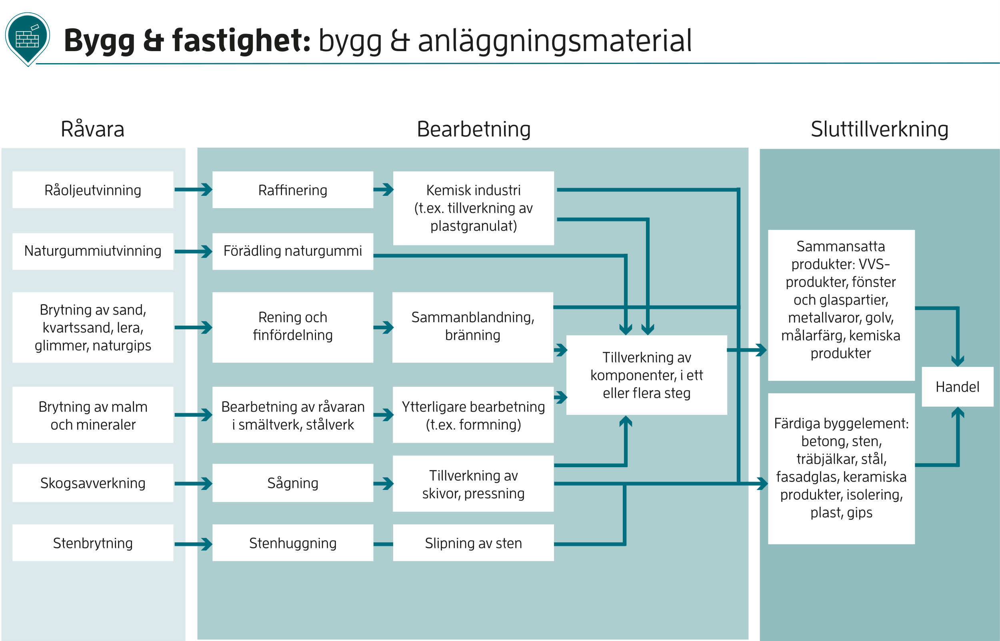 Bygg & fastighet: bygg & anläggningsmaterial
Råvara
Bearbetning
Sluttillverkning
Råoljeutvinning
Raffinering
Kemisk industri
(t.ex. tillverkning av
plastgranulat)
Naturgummiutvinning
Förädling naturgummi
Brytning av sand,
kvartssand, lera,
glimmer, naturgips
Rening och
finfördelning
Sammanblandning,
bränning
Brytning av malm
och mineraler
Bearbetning av råvaran
i smältverk, stålverk
Ytterligare bearbetning
(t.ex. formning)
Skogsavverkning
Sågning
Tillverkning av
skivor, pressning
Stenbrytning
Stenhuggning
Slipning av sten
Tillverkning av
komponenter, i ett
eller flera steg
Sammansatta
produkter: VVS-
produkter, fönster
och glaspartier,
metallvaror, golv,
målarfärg, kemiska
produkter
Färdiga byggelement:
betong, sten,
träbjälkar, stål,
fasadglas, keramiska
produkter, isolering,
plast, gips
Handel